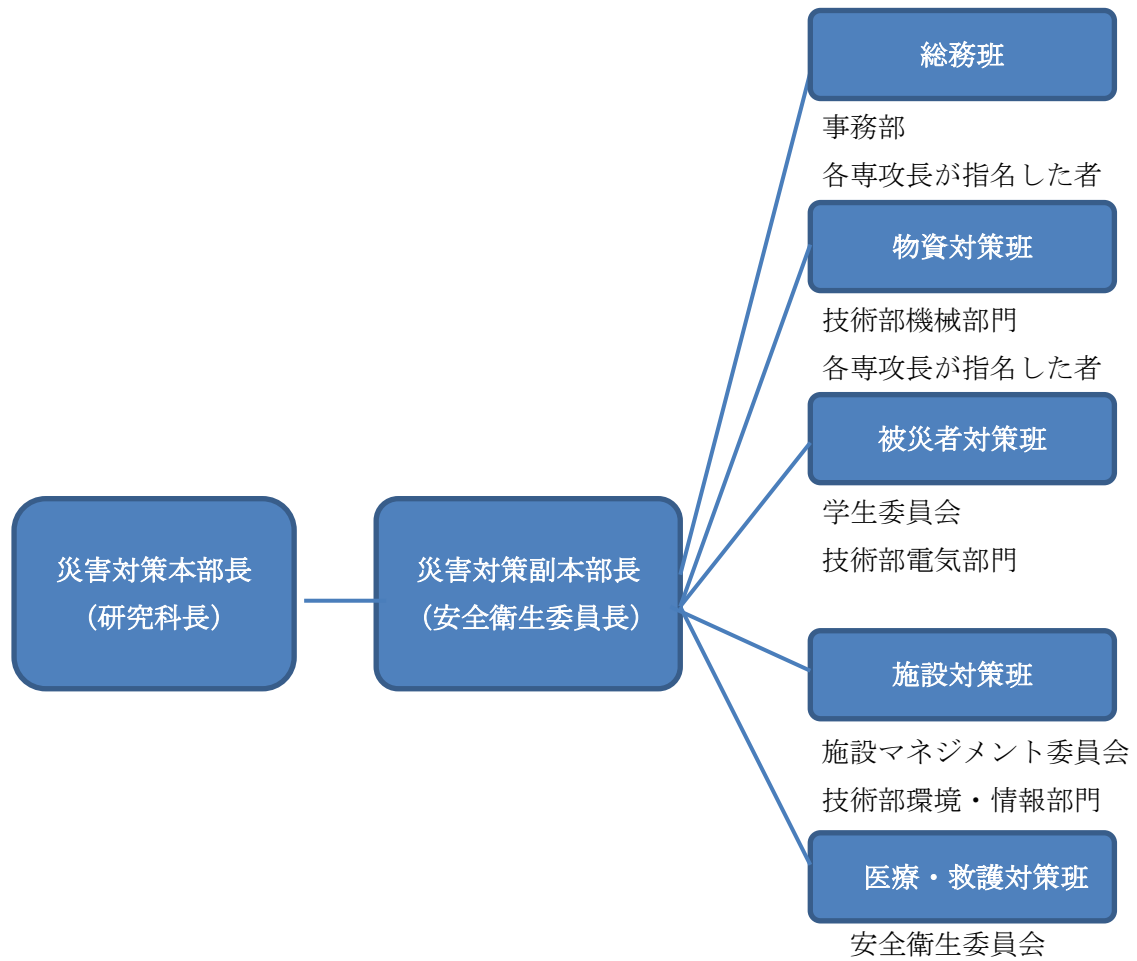 災害対策本部長
(研究科長)
災害対策副本部長
(安全衛生委員長)
総務班
事務部
各専攻長が指名した者
物資対策班
技術部機械部門
各専攻長が指名した者
被災者対策班
学生委員会
技術部電気部門
施設対策班
施設マネジメント委員会
技術部環境・情報部門
医療・救護対策班
安全衛生委員会